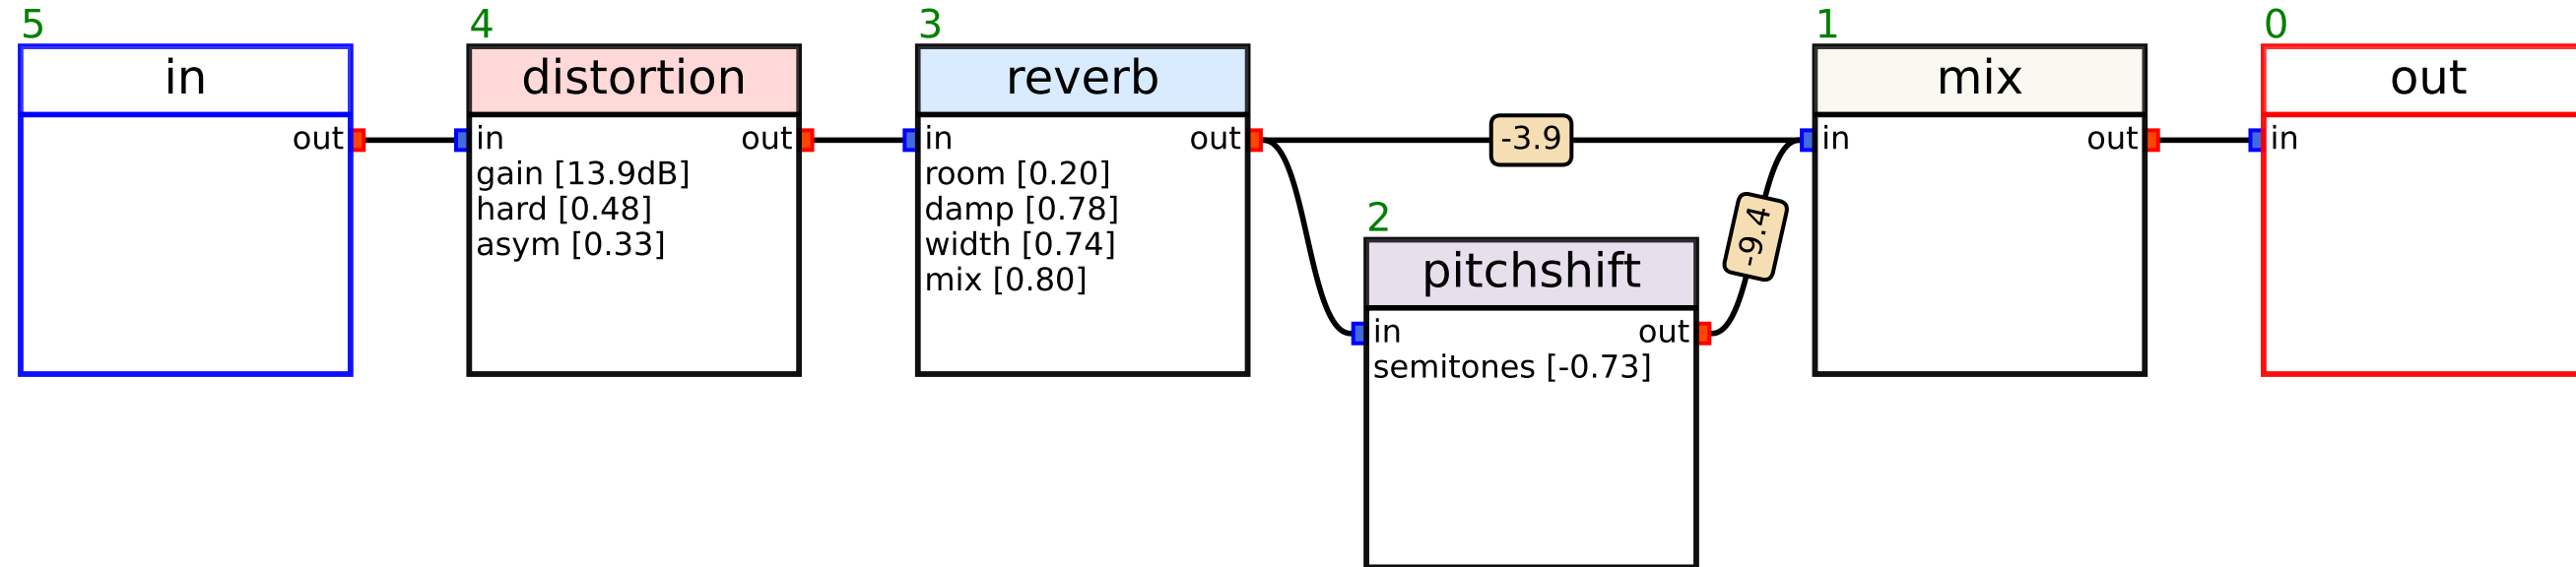 5
in
out
4
distortion
in out
gain [13.9dB]
hard [0.48]
asym [0.33]
3
reverb
in out
room [0.20]
damp [0.78]
width [0.74]
mix [0.80]
-3.9
2
pitchshift
in out
semitones [-0.73]
-9.4
1
mix
in out
0
out
in